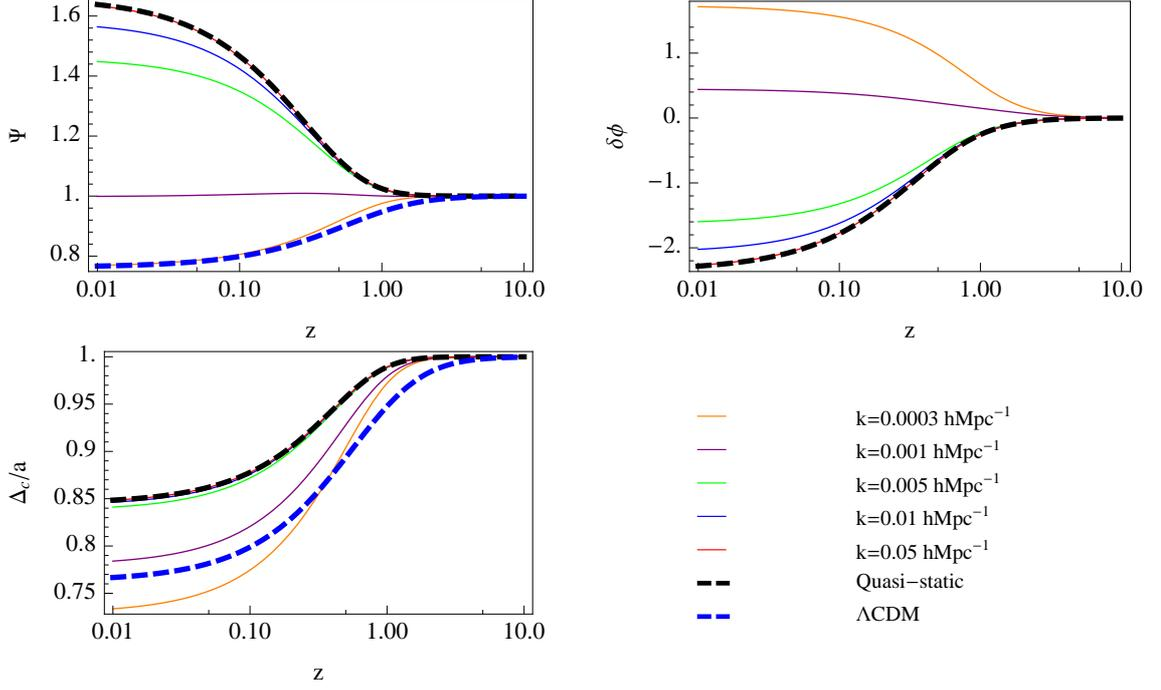 1.6
1.4
1.2
1.
0.8
Ψ
0.01
0.10
1.00
10.0
z
1.
0.
−1.
−2.
δϕ
0.01
0.10
1.00
10.0
z
1.
0.95
0.9
0.85
0.8
0.75
Δc/a
0.01
0.10
1.00
10.0
z
k=0.0003 hMpc−1
k=0.001 hMpc−1
k=0.005 hMpc−1
k=0.01 hMpc−1
k=0.05 hMpc−1
Quasi−static
ΛCDM